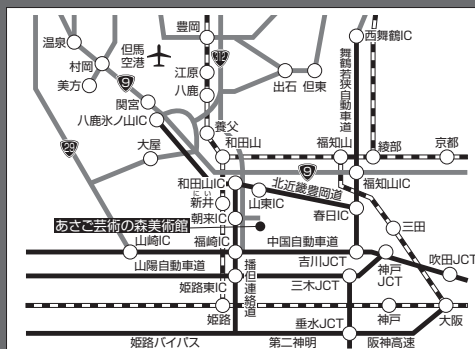 豊岡
312
西舞鶴IC
温泉
但馬
空港
村岡
江原
美方
9
八鹿
出石
但東
舞鶴若狭自動車道
関宮
八鹿氷ノ山IC
養父
29
大屋
和田山
福知山
綾部
京都
9
和田山IC
北近畿豊岡道
福知山IC
にい
新井
山東IC
朝来IC
春日IC
あさご芸術の森美術館
三田
山崎IC
福崎IC
中国自動車道
山陽自動車道
播但連絡道
吉川JCT
神戸
JCT
吹田JCT
姫路東IC
三木JCT
姫路
神戸
大阪
垂水JCT
姫路バイパス
第二神明
阪神高速